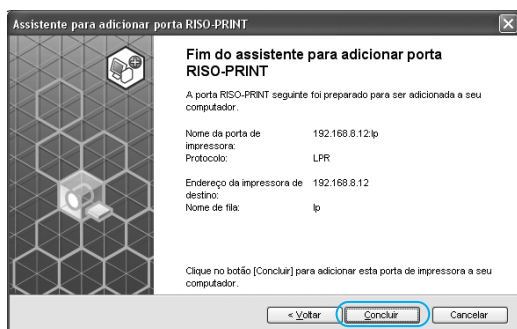 Assistente para adicionar porta RISO-PRINT
Fim do assistente para adicionar porta
RISO-PRINT
A porta RISO-PRINT seguinte foi preparado para ser adicionada a seu
computador.
Nome da porta de 192.168.8.12:lp
impressora:
Protocolo: LPR
Endereço da impressora de 192.168.8.12
destino:
Nome de fila: lp
Clique no botão [Concluir] para adicionar esta porta de impressora a seu
computador.
< Voltar Concluir Cancelar